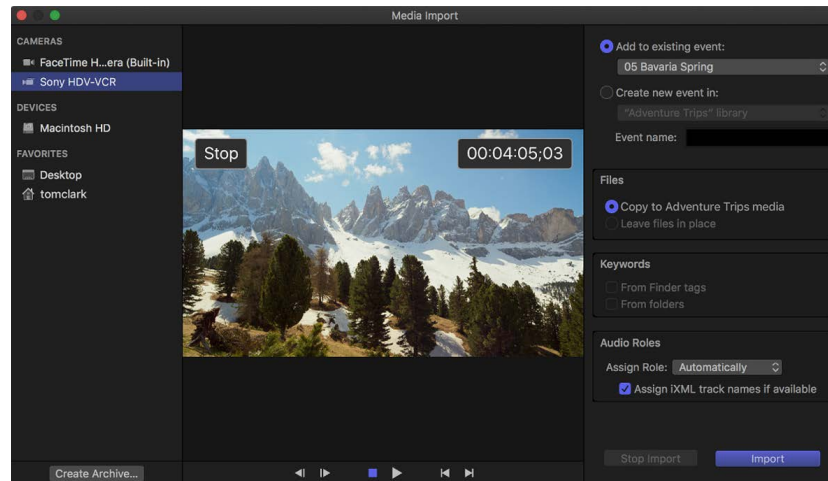 Media Import
CAMERAS
FaceTime H...era (Built-in)
Sony HDV-VCR
DEVICES
Macintosh HD
FAVORITES
Desktop
tomclark
Create Archive...
Stop
00:04:05;03
Add to existing event:
05 Bavaria Spring
Create new event in:
"Adventure Trips" library
Event name:
Files
Copy to Adventure Trips media
Leave files in place
Keywords
From Finder tags
From folders
Audio Roles
Assign Role: Automatically
Assign iXML track names if available
Stop Import
Import